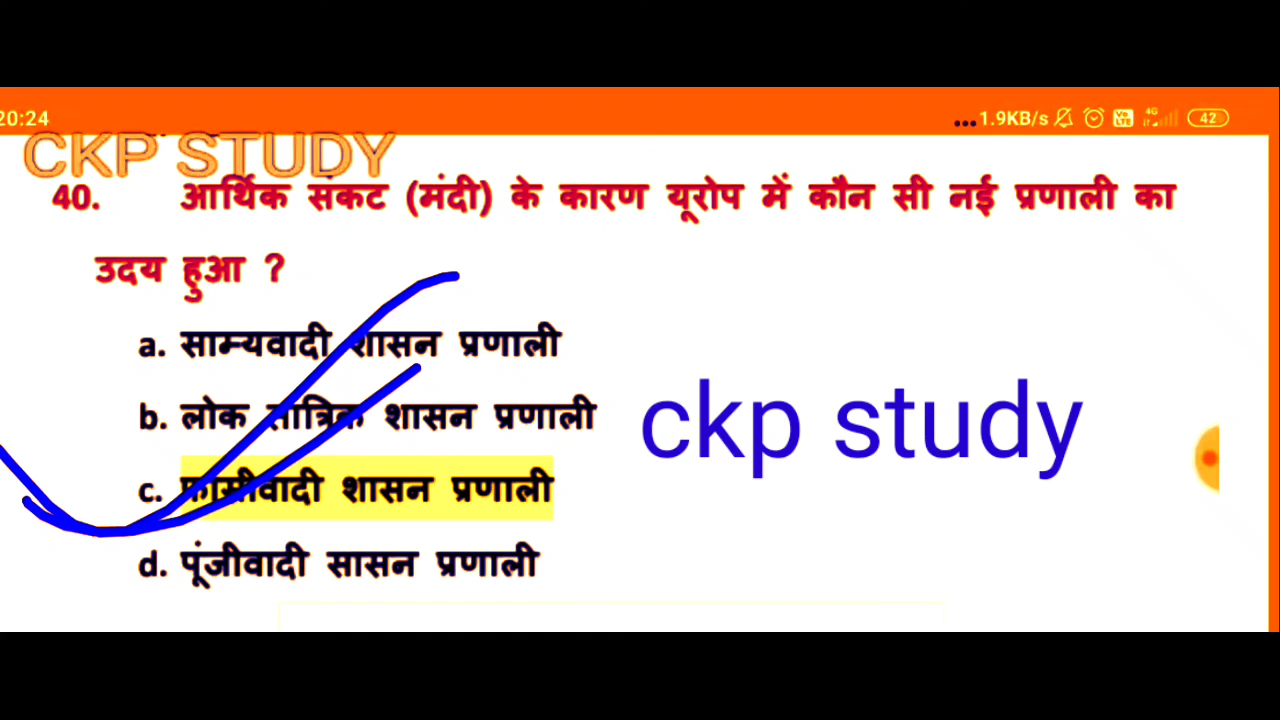 20:24
...1.9KB/s 4G 42
CKP STUDY
40. आर्थिक संकट (मंदी) के कारण यूरोप में कौन सी नई प्रणाली का
उदय हुआ ?
a. साम्यवादी शासन प्रणाली
b. लोक तांत्रिक शासन प्रणाली
ckp study
c. फासीवादी शासन प्रणाली
d. पूंजीवादी सासन प्रणाली